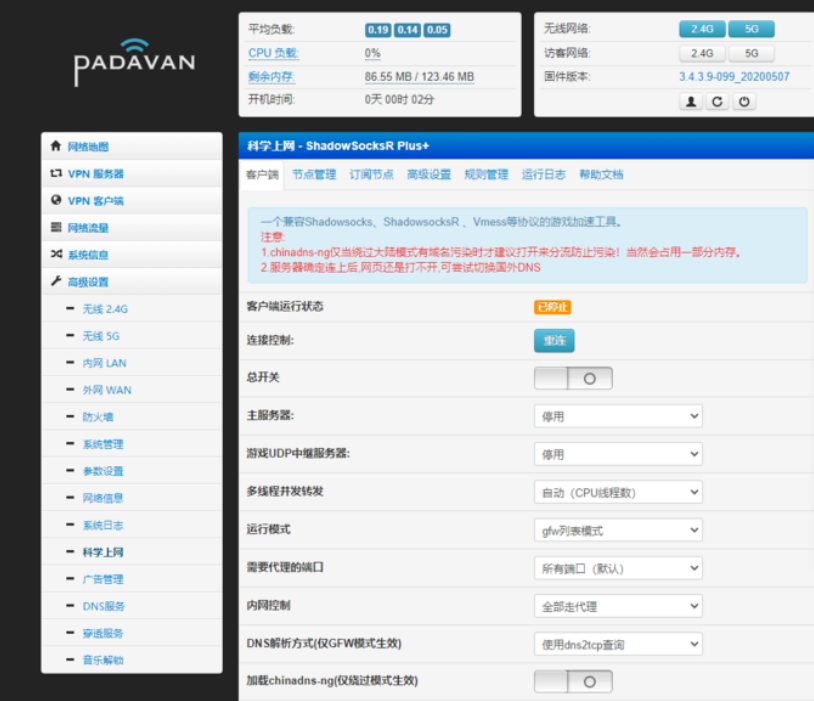 PADAVAN
平均负载: 0.19 0.14 0.05
CPU 负载: 0%
剩余内存: 86.55 MB / 123.46 MB
开机时间: 0天 00时 02分
无线网络: 2.4G 5G
访客网络: 2.4G 5G
固件版本: 3.4.3.9-099_20200507
网络地图
VPN 服务器
VPN 客户端
网络流量
系统信息
高级设置
无线 2.4G
无线 5G
内网 LAN
外网 WAN
防火墙
系统管理
参数设置
网络信息
系统日志
科学上网
广告管理
DNS服务
穿透服务
音乐解锁
科学上网 - ShadowSocksR Plus+
客户端 节点管理 订阅节点 高级设置 规则管理 运行日志 帮助文档
一个兼容Shadowsocks、ShadowsocksR 、Vmess等协议的游戏加速工具。
注意:
1.chinadns-ng仅当绕过大陆模式有域名污染时才建议打开来分流防止污染！当然会占用一部分内存。
2.服务器确定连上后,网页还是打不开,可尝试切换国外DNS
客户端运行状态 已停止
连接控制: 重连
总开关
主服务器: 停用
游戏UDP中继服务器: 停用
多线程并发转发 自动（CPU线程数）
运行模式 gfw列表模式
需要代理的端口 所有端口（默认）
内网控制 全部走代理
DNS解析方式(仅GFW模式生效) 使用dns2tcp查询
加载chinadns-ng(仅绕过模式生效)